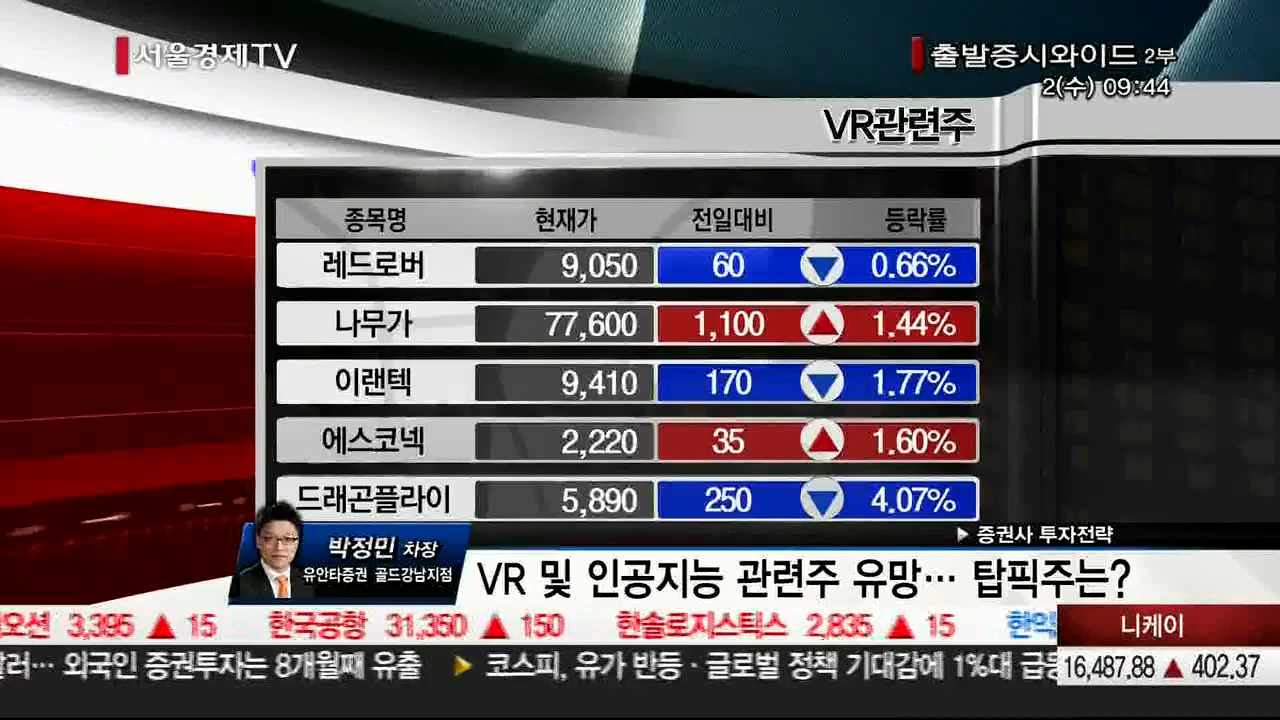 서울경제TV
출발증시와이드 2부
2(수) 09:44
VR관련주
종목명 현재가 전일대비 등락률
레드로버 9,050 60 ▼ 0.66%
나무가 77,600 1,100 ▲ 1.44%
이랜텍 9,410 170 ▼ 1.77%
에스코넥 2,220 35 ▲ 1.60%
드래곤플라이 5,890 250 ▼ 4.07%
▶ 증권사 투자전략
박정민 차장
유안타증권 골드강남지점
VR 및 인공지능 관련주 유망… 탑픽주는?
오션 3,395 ▲ 15 한국공항 31,350 ▲ 150 한솔로지스틱스 2,835 ▲ 15
니케이
러… 외국인 증권투자는 8개월째 유출 ▶ 코스피, 유가 반등·글로벌 정책 기대감에 1%대
16,487.88 ▲ 402.37